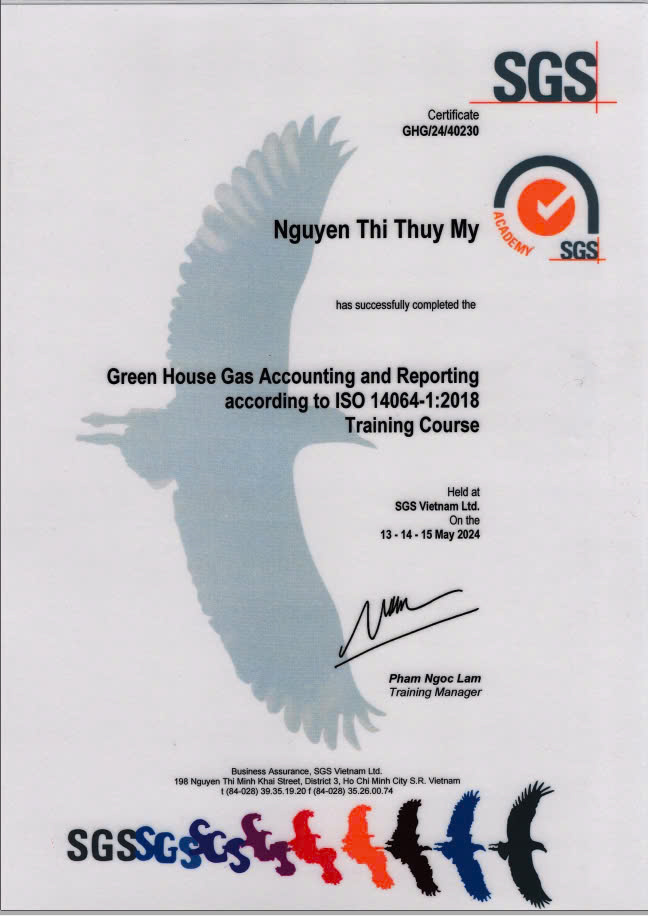 SGS
Certificate
GHG/24/40230
Nguyen Thi Thuy My
ACADEMY
SGS
has successfully completed the
Green House Gas Accounting and Reporting
according to ISO 14064-1:2018
Training Course
Held at
SGS Vietnam Ltd.
On the
13 - 14 - 15 May 2024
Pham Ngoc Lam
Training Manager
Business Assurance, SGS Vietnam Ltd.
198 Nguyen Thi Minh Khai Street, District 3, Ho Chi Minh City S.R. Vietnam
t (84-028) 39.35.19.20 f (84-028) 35.26.00.74
SGSSGSSGS